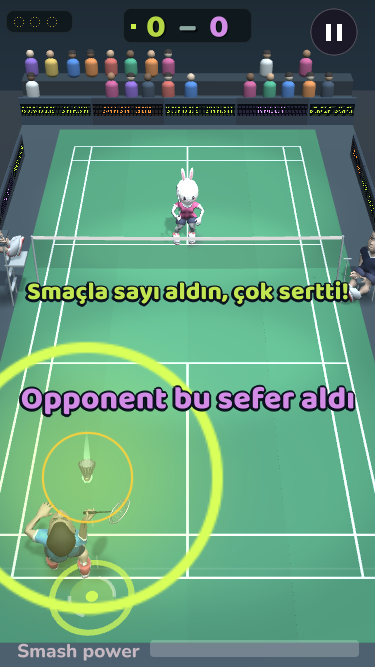 0 – 0
Smaçla sayı aldın, çok sertti!
Opponent bu sefer aldı
Smash power